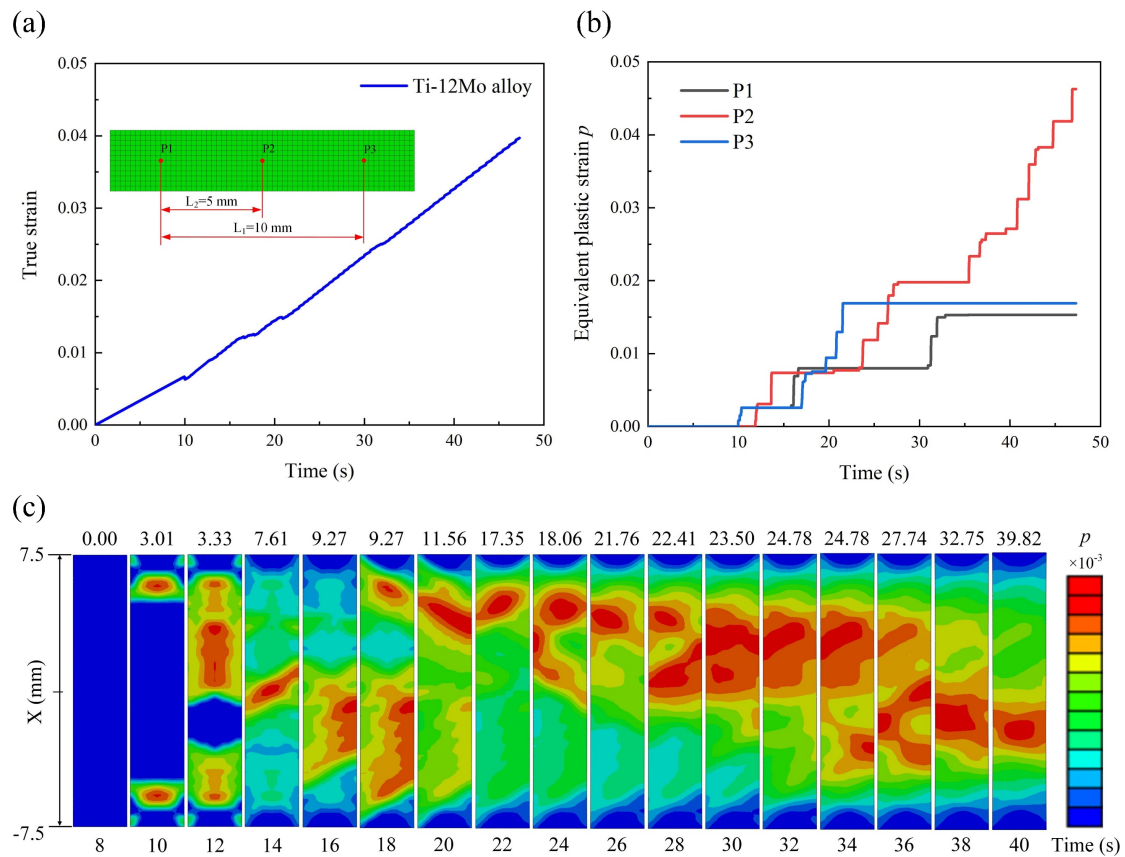 (a)
0.05
0.04
0.03
0.02
0.01
0.00
True strain
Ti-12Mo alloy
P1 P2 P3
L₂=5 mm
L₁=10 mm
0 10 20 30 40 50
Time (s)
(b)
0.05
0.04
0.03
0.02
0.01
0.00
Equivalent plastic strain p
P1
P2
P3
0 10 20 30 40 50
Time (s)
(c)
0.00 3.01 3.33 7.61 9.27 9.27 11.56 17.35 18.06 21.76 22.41 23.50 24.78 24.78 27.74 32.75 39.82 p
×10⁻³
7.5
X (mm)
-7.5
8 10 12 14 16 18 20 22 24 26 28 30 32 34 36 38 40 Time (s)